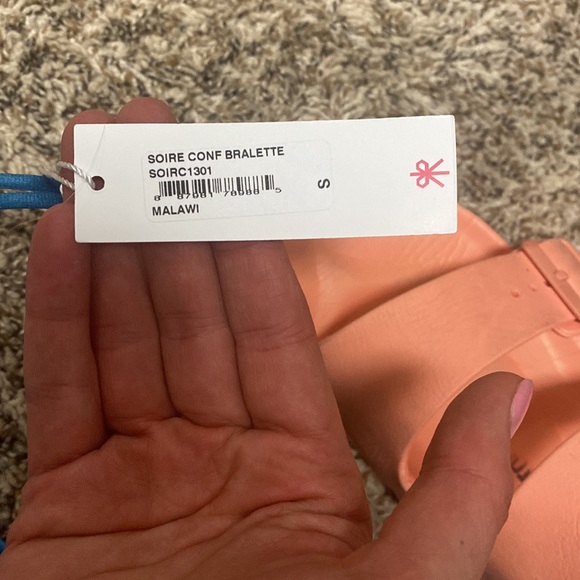 SOIRE CONF BRALETTE
SOIRC1301
S
MALAWI